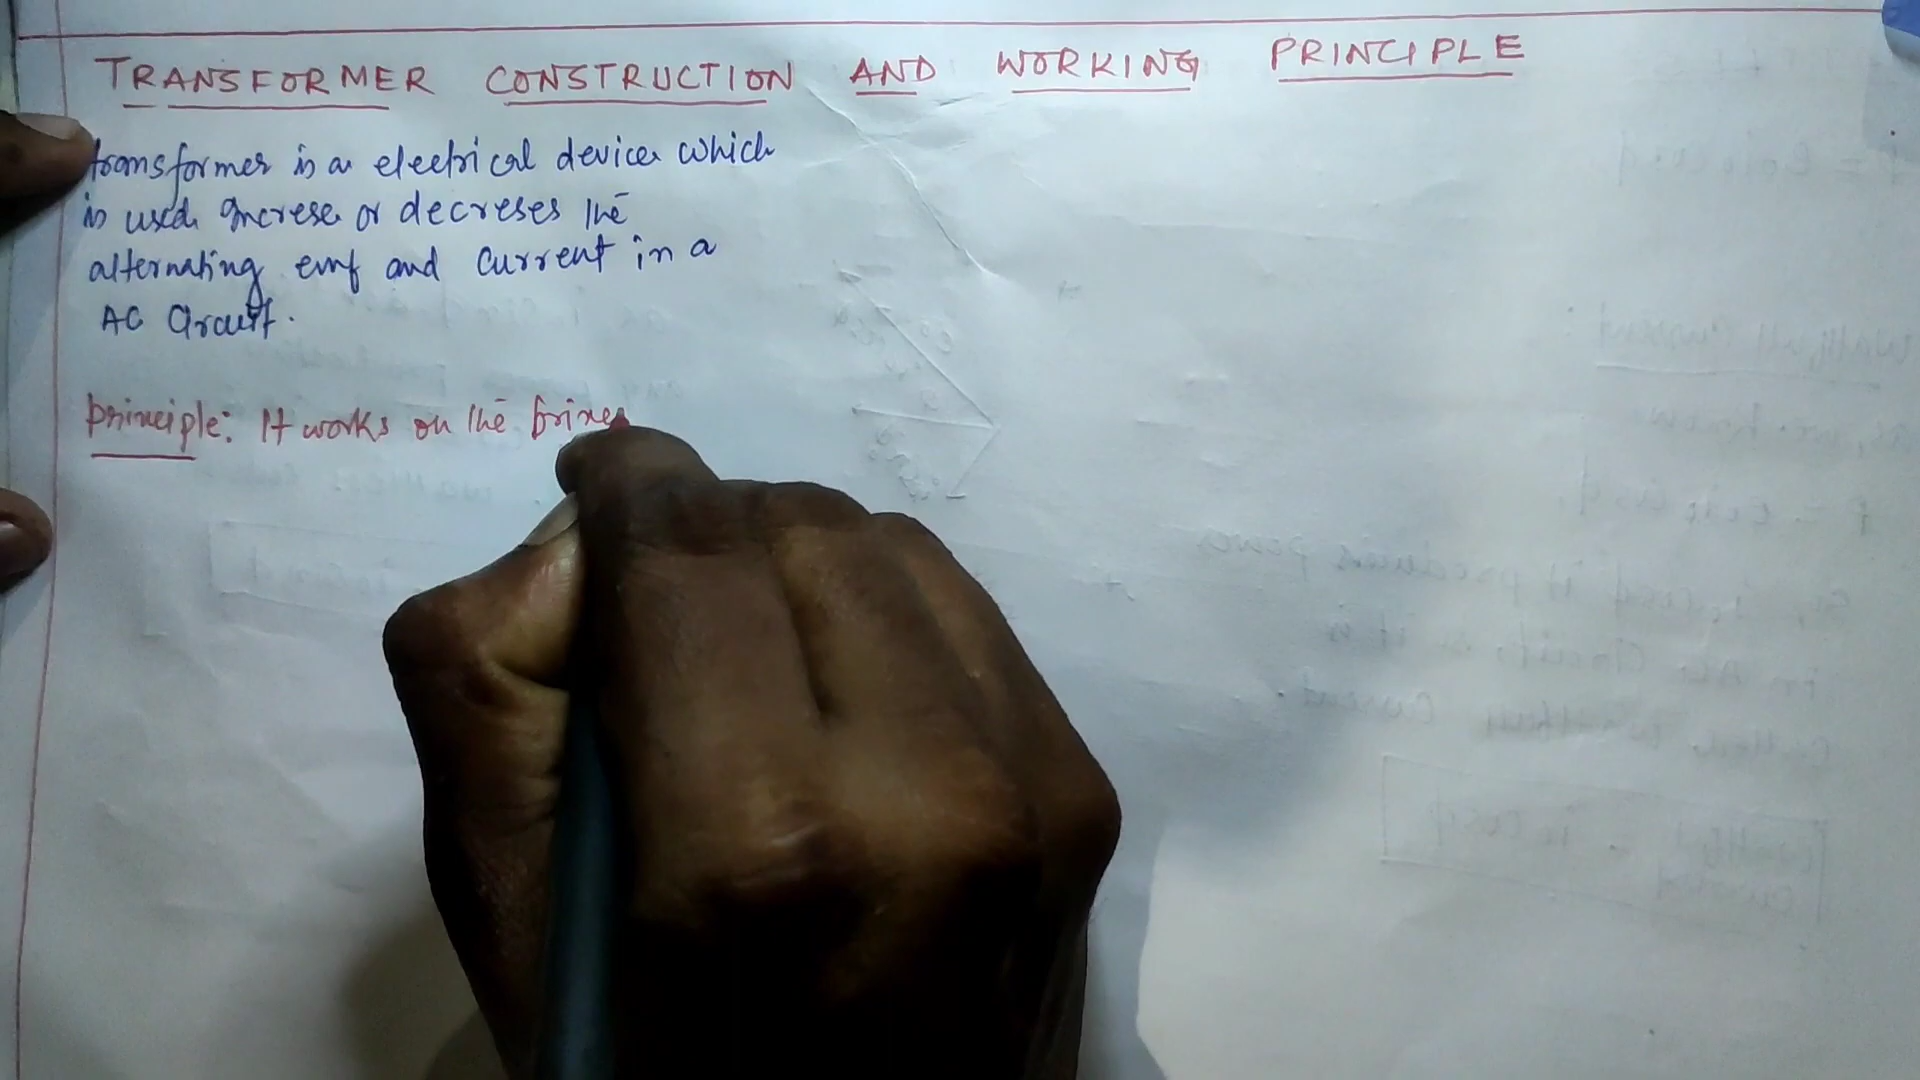 TRANSFORMER CONSTRUCTION AND WORKING PRINCIPLE
transformer is a electrical device which
is used increse or decreses the
alternating emf and current in a
AC Circuit.
principle: It works on the